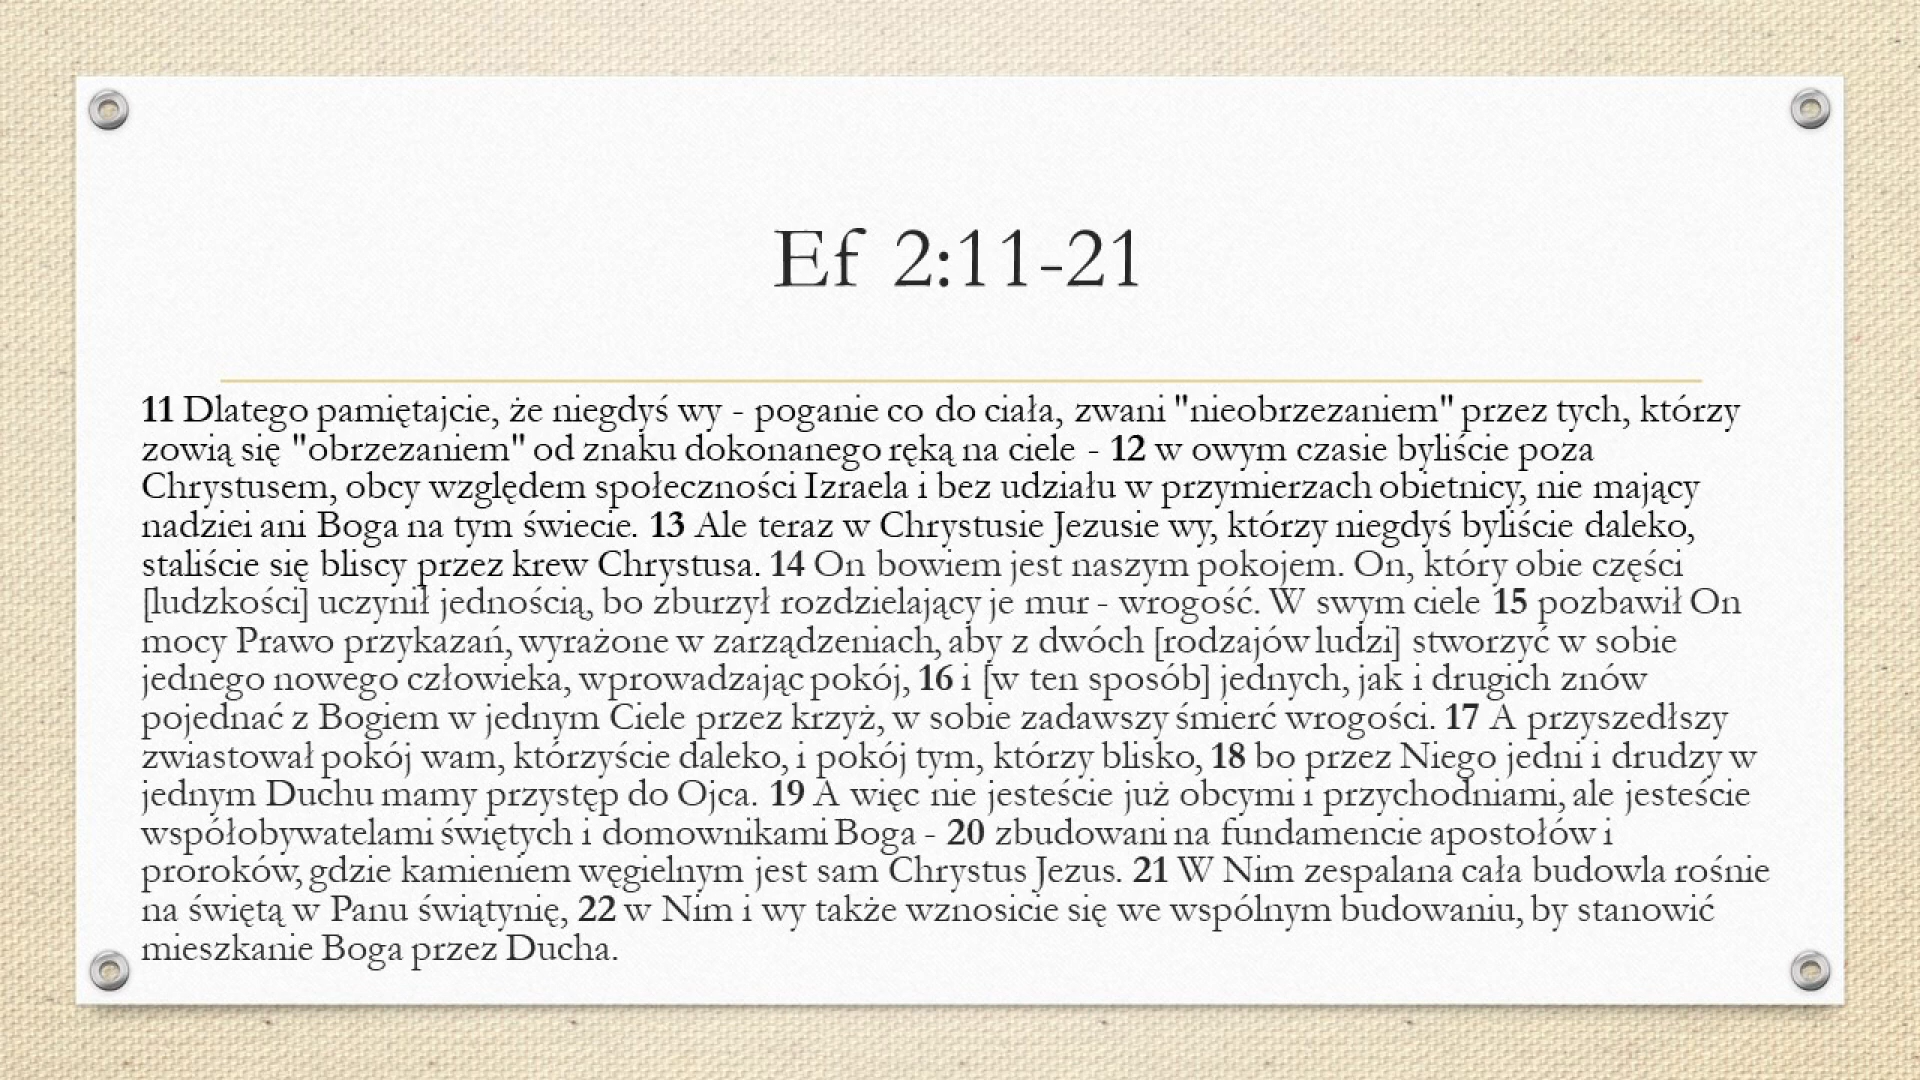 Ef 2:11-21
11 Dlatego pamiętajcie, że niegdyś wy - poganie co do ciała, zwani "nieobrzezaniem" przez tych, którzy
zowią się "obrzezaniem" od znaku dokonanego ręką na ciele - 12 w owym czasie byliście poza
Chrystusem, obcy względem społeczności Izraela i bez udziału w przymierzach obietnicy, nie mający
nadziei ani Boga na tym świecie. 13 Ale teraz w Chrystusie Jezusie wy, którzy niegdyś byliście daleko,
staliście się bliscy przez krew Chrystusa. 14 On bowiem jest naszym pokojem. On, który obie części
[ludzkości] uczynił jednością, bo zburzył rozdzielający je mur - wrogość. W swym ciele 15 pozbawił On
mocy Prawo przykazań, wyrażone w zarządzeniach, aby z dwóch [rodzajów ludzi] stworzyć w sobie
jednego nowego człowieka, wprowadzając pokój, 16 i [w ten sposób] jednych, jak i drugich znów
pojednać z Bogiem w jednym Ciele przez krzyż, w sobie zadawszy śmierć wrogości. 17 A przyszedłszy
zwiastował pokój wam, którzyście daleko, i pokój tym, którzy blisko, 18 bo przez Niego jedni i drudzy w
jednym Duchu mamy przystęp do Ojca. 19 A więc nie jesteście już obcymi i przychodniami, ale jesteście
współobywatelami świętych i domownikami Boga - 20 zbudowani na fundamencie apostołów i
proroków, gdzie kamieniem węgielnym jest sam Chrystus Jezus. 21 W Nim zespalana cała budowla rośnie
na świętą w Panu świątynię, 22 w Nim i wy także wznosicie się we wspólnym budowaniu, by stanowić
mieszkanie Boga przez Ducha.